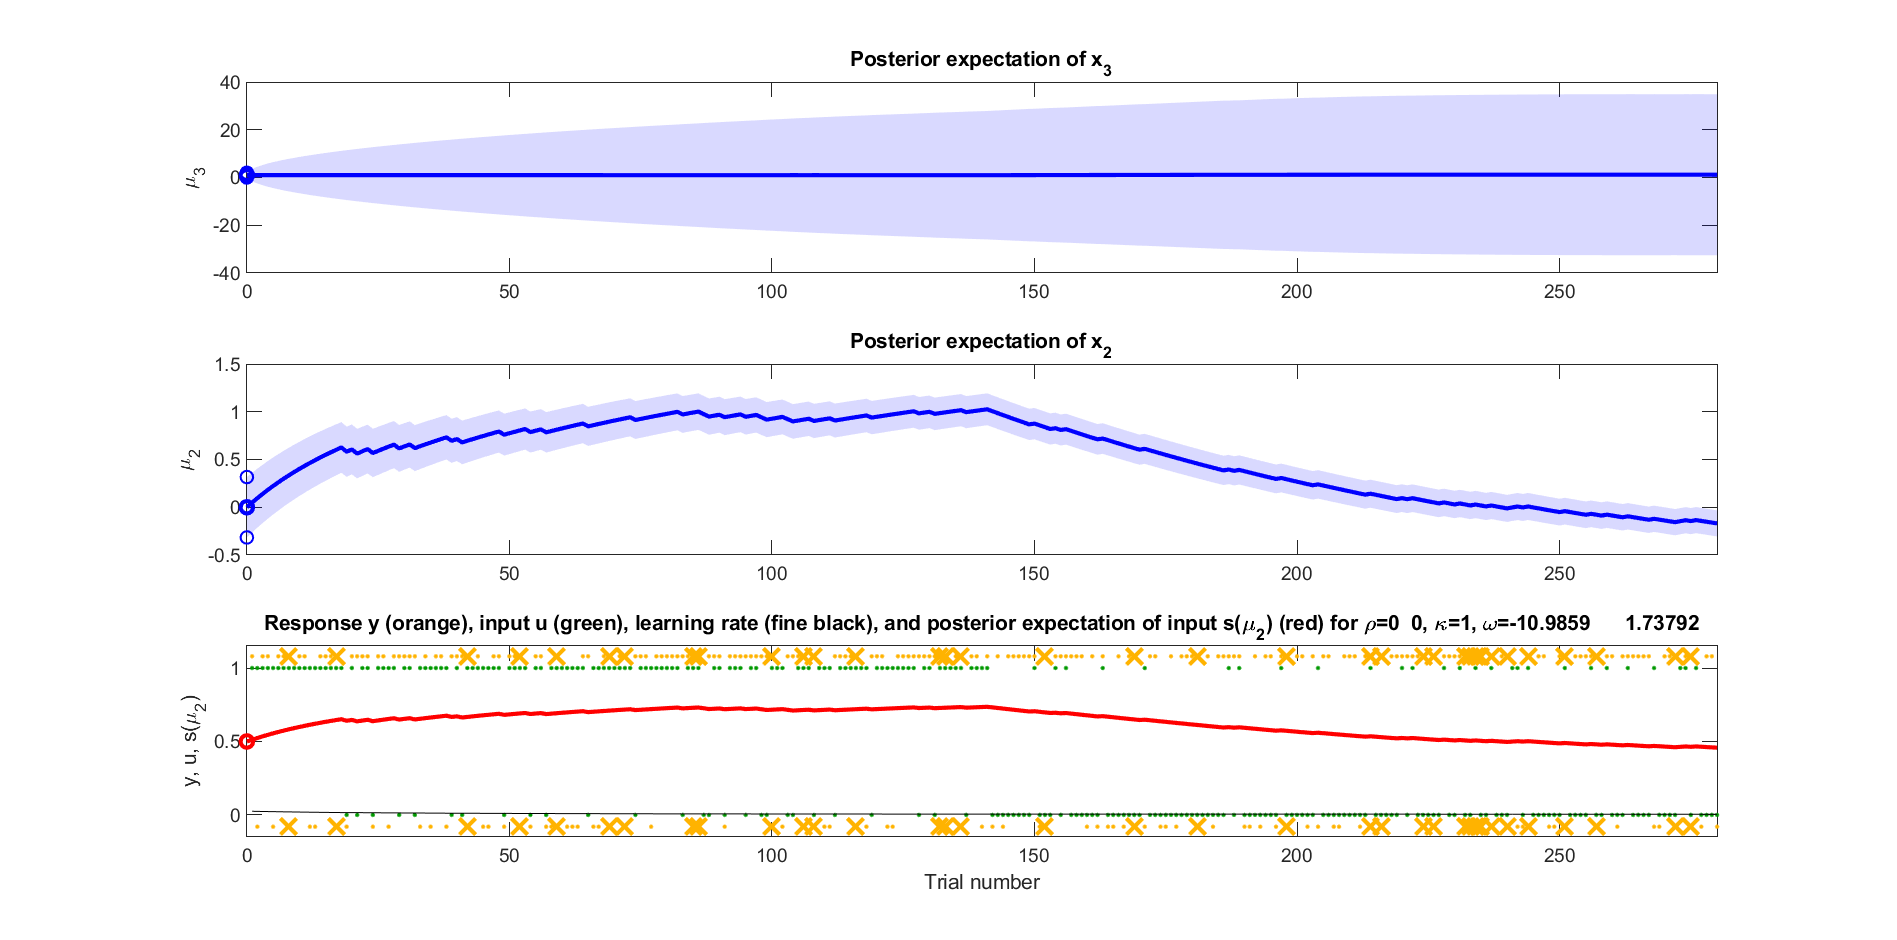 Posterior expectation of x3
40
20
0
-20
-40
μ3
0 50 100 150 200 250
Posterior expectation of x2
1.5
1
0.5
0
-0.5
μ2
0 50 100 150 200 250
Response y (orange), input u (green), learning rate (fine black), and posterior expectation of input s(μ2) (red) for ρ=0 0, κ=1, ω=-10.9859 1.73792
1
0.5
0
y, u, s(μ2)
0 50 100 150 200 250
Trial number